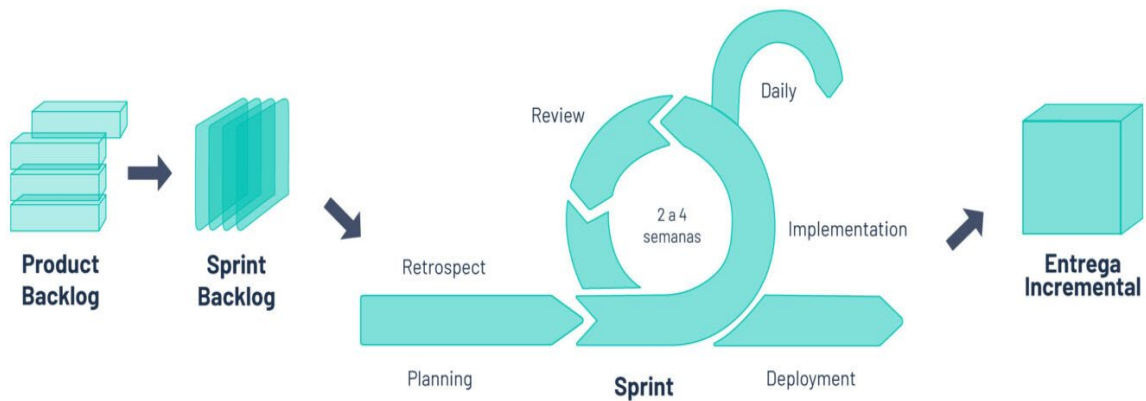 Product
Backlog
Sprint
Backlog
Retrospect
Planning
Review
2 a 4
semanas
Sprint
Daily
Implementation
Deployment
Entrega
Incremental